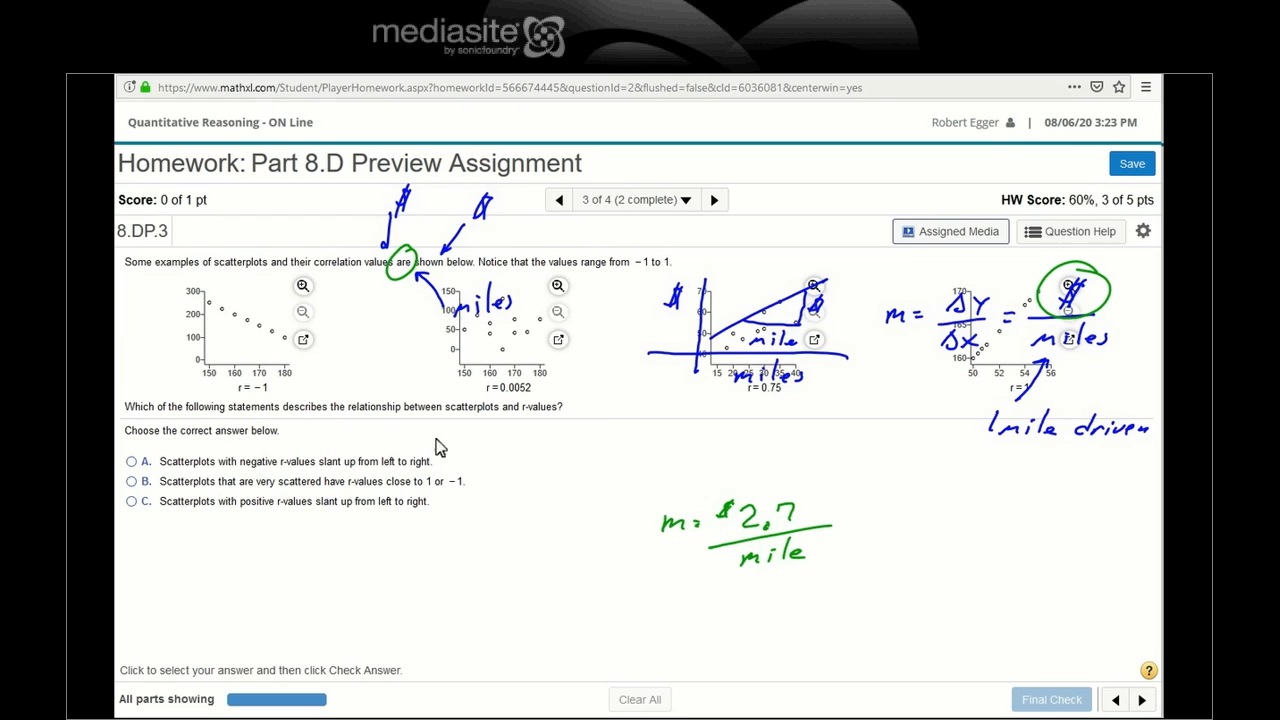 mediasite
by sonicfoundry
https://www.mathxl.com/Student/PlayerHomework.aspx?homeworkId=566674445&questionId=2&flushed=false&cId=6036081&centerwin=yes
Quantitative Reasoning - ON Line
Robert Egger | 08/06/20 3:23 PM
Homework: Part 8.D Preview Assignment
Save
Score: 0 of 1 pt
3 of 4 (2 complete)
HW Score: 60%, 3 of 5 pts
8.DP.3
Assigned Media
Question Help
$ $
Some examples of scatterplots and their correlation values are shown below. Notice that the values range from −1 to 1.
300
200
100
0
150 160 170 180
r = −1
150
100
50
0
150 160 170 180
r = 0.0052
miles
$
70
60
50
$
mile
15 20 25 30 35 40
miles
r = 0.75
170
165
160
50 52 54 56
m = ΔY/ΔX = $/miles
1 mile driven
Which of the following statements describes the relationship between scatterplots and r-values?
Choose the correct answer below.
A. Scatterplots with negative r-values slant up from left to right.
B. Scatterplots that are very scattered have r-values close to 1 or −1.
C. Scatterplots with positive r-values slant up from left to right.
m = $2.7
mile
Click to select your answer and then click Check Answer.
?
All parts showing
Clear All
Final Check